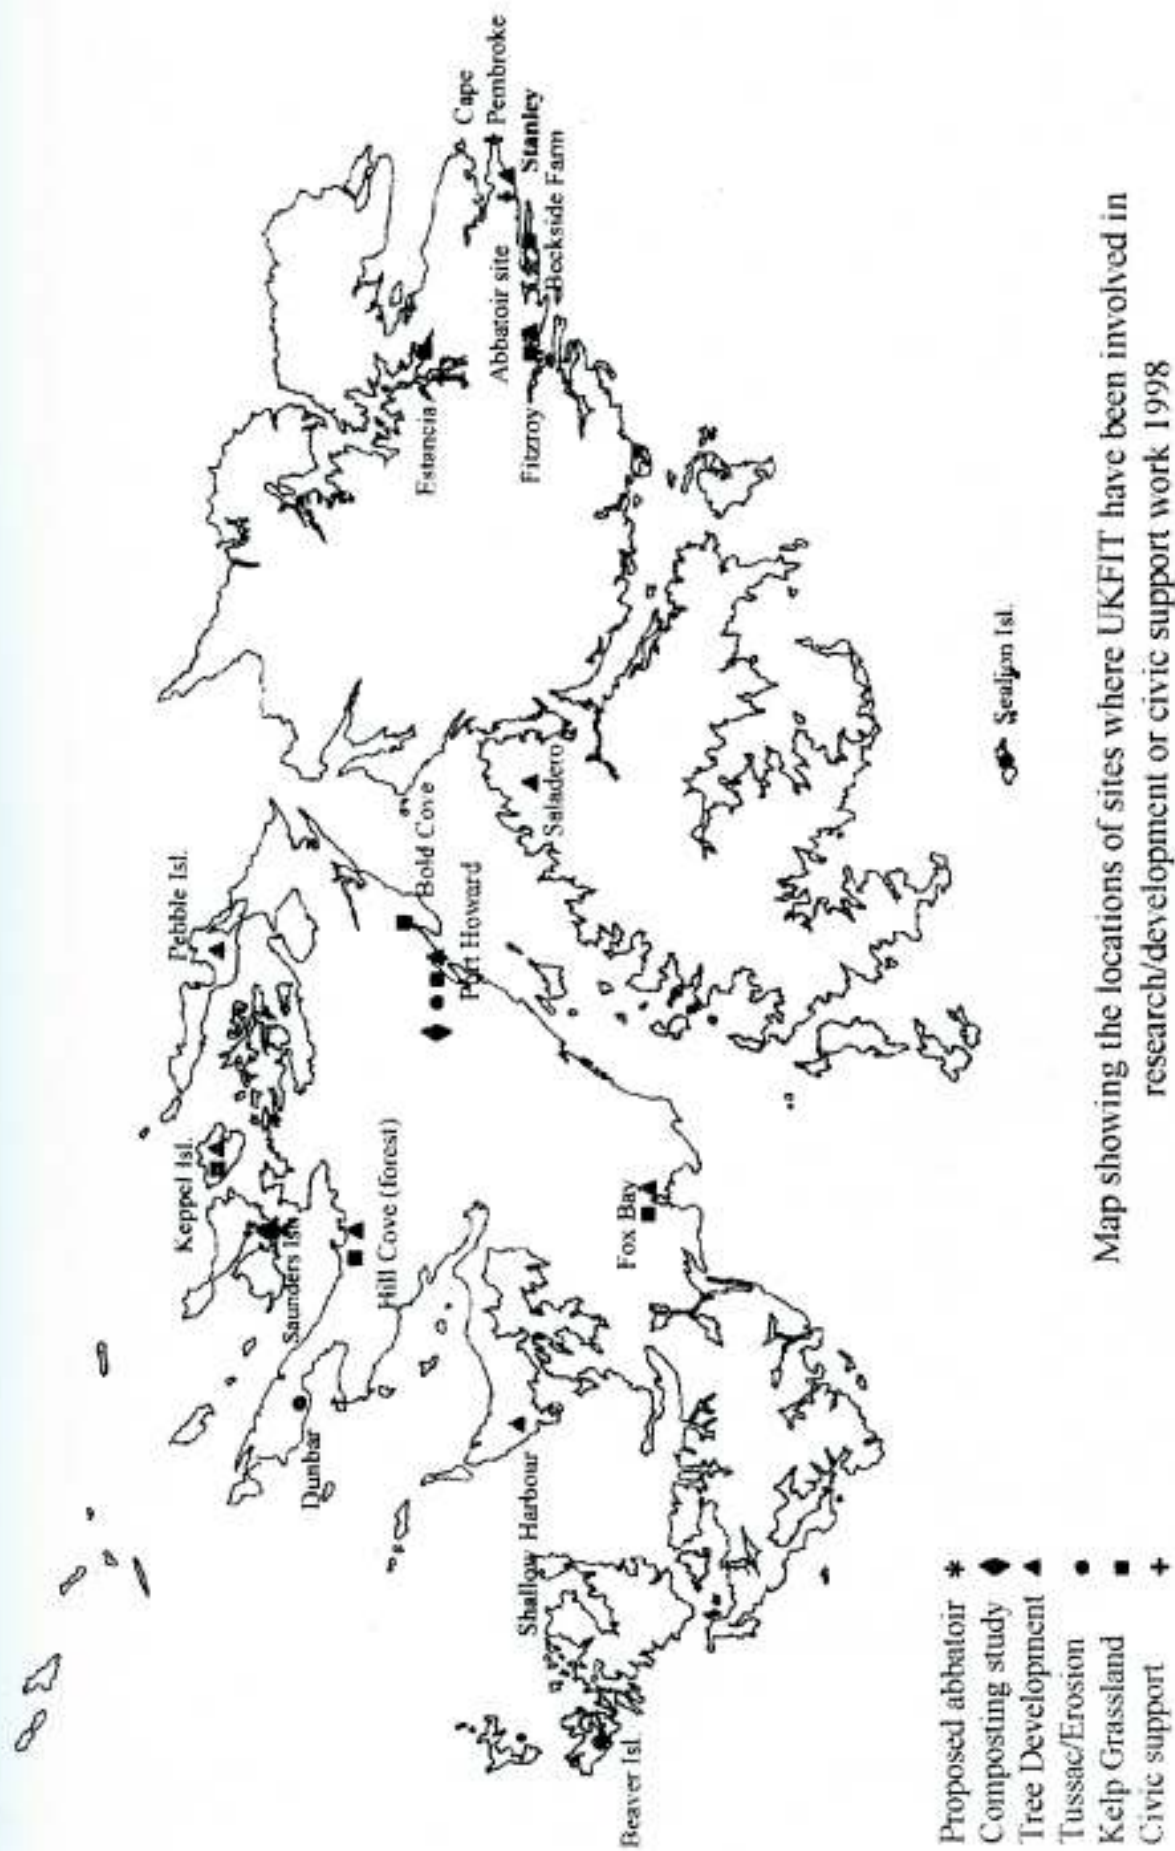 Pebble Isl.
Keppel Isl.
Saunders Isl.
Hill Cove (forest)
Dunbar
Bold Cove
Port Howard
Estancia
Cape
Pembroke
Stanley
Beckside Farm
Abbatoir site
Fitzroy
Saladero
Fox Bay
Shallow Harbour
Beaver Isl.
Sealion Isl.
Proposed abbatoir
Composting study
Tree Development
Tussac/Erosion
Kelp Grassland
Civic support
Map showing the locations of sites where UKFIT have been involved in
research/development or civic support work 1998